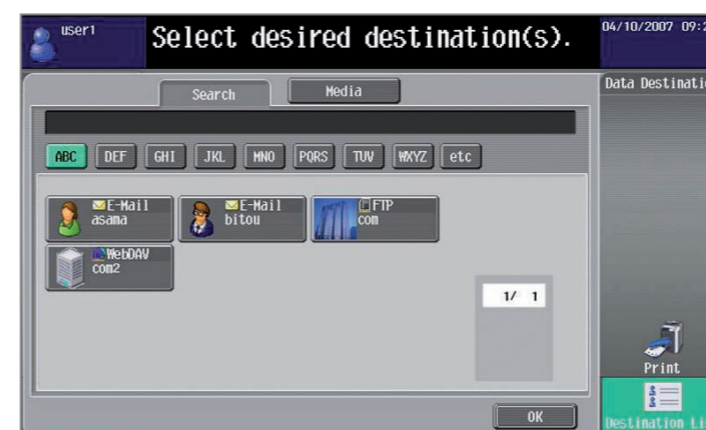 user1
Select desired destination(s).
04/10/2007 09:2
Search
Media
Data Destinati
ABC DEF GHI JKL MNO PQRS TUV WXYZ etc
E-Mail
asama
E-Mail
bitou
FTP
com
WebDAV
com2
1/ 1
Print
OK
Destination Li